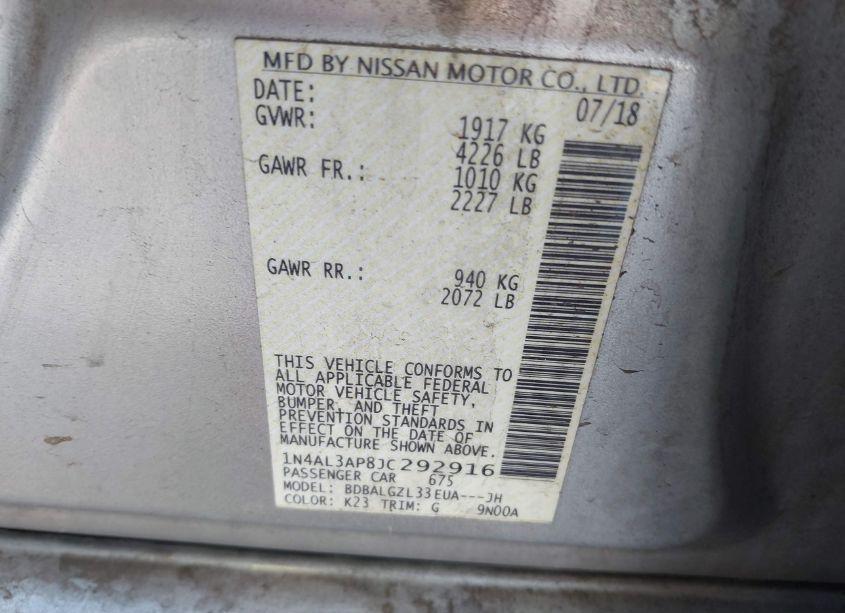 MFD BY NISSAN MOTOR CO., LTD.
DATE: 07/18
GVWR: 1917 KG
4226 LB
GAWR FR.: 1010 KG
2227 LB
GAWR RR.: 940 KG
2072 LB
THIS VEHICLE CONFORMS TO
ALL APPLICABLE FEDERAL
MOTOR VEHICLE SAFETY,
BUMPER, AND THEFT
PREVENTION STANDARDS IN
EFFECT ON THE DATE OF
MANUFACTURE SHOWN ABOVE.
1N4AL3AP8JC292916
PASSENGER CAR 675
MODEL: BDBALGZL33EUA---JH
COLOR: K23 TRIM: G 9N00A